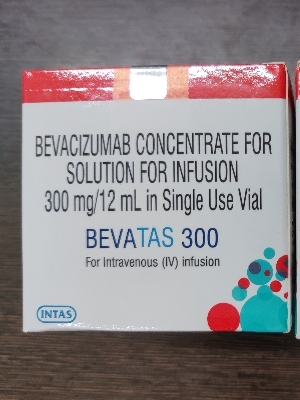 BEVACIZUMAB CONCENTRATE FOR
SOLUTION FOR INFUSION
300 mg/12 mL in Single Use Vial
BEVATAS 300
For Intravenous (IV) infusion
INTAS